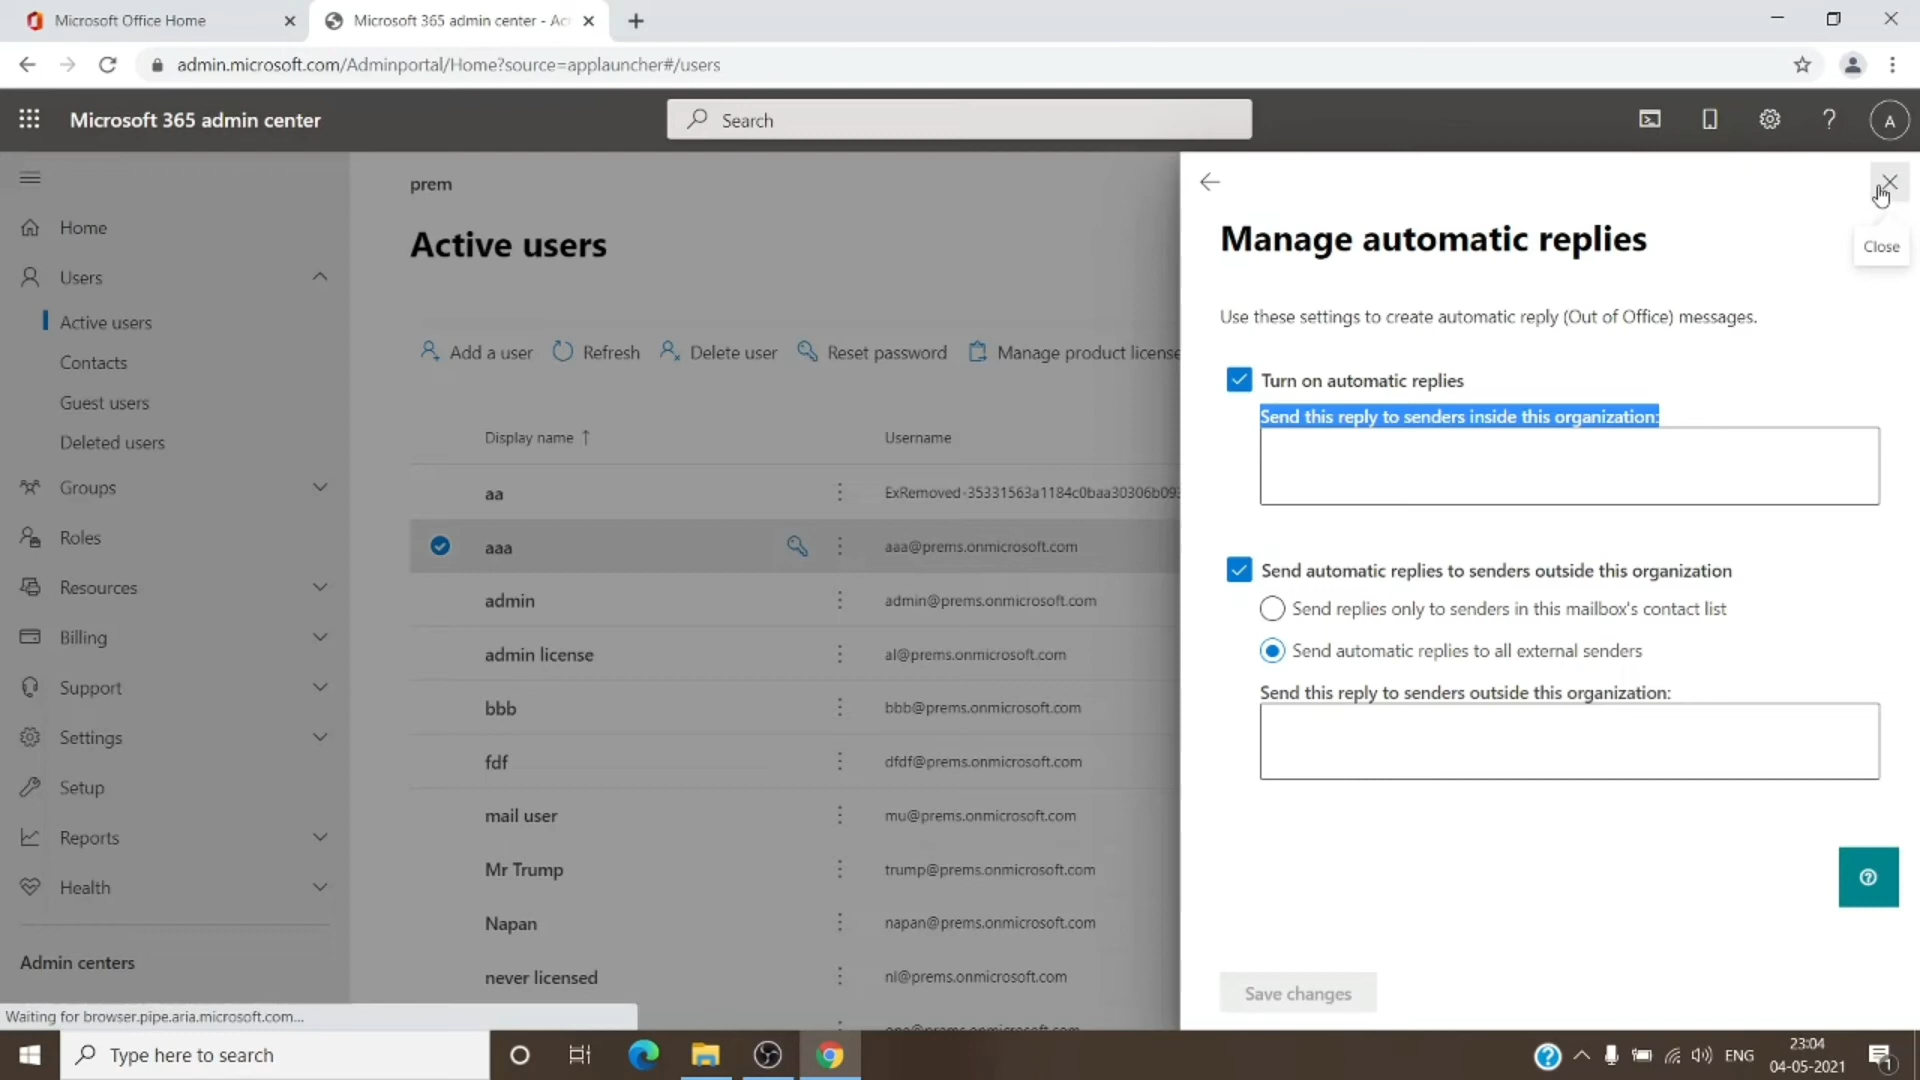 Microsoft Office Home
Microsoft 365 admin center - Ac
admin.microsoft.com/Adminportal/Home?source=applauncher#/users
Microsoft 365 admin center
Search
A
Home
Users
Active users
Contacts
Guest users
Deleted users
Groups
Roles
Resources
Billing
Support
Settings
Setup
Reports
Health
Admin centers
Waiting for browser.pipe.aria.microsoft.com...
prem
Active users
Add a user
Refresh
Delete user
Reset password
Manage product license
Display name ↑
Username
aa
ExRemoved-35331563a1184c0baa30306b093
aaa
aaa@prems.onmicrosoft.com
admin
admin@prems.onmicrosoft.com
admin license
al@prems.onmicrosoft.com
bbb
bbb@prems.onmicrosoft.com
fdf
dfdf@prems.onmicrosoft.com
mail user
mu@prems.onmicrosoft.com
Mr Trump
trump@prems.onmicrosoft.com
Napan
napan@prems.onmicrosoft.com
never licensed
nl@prems.onmicrosoft.com
Close
Manage automatic replies
Use these settings to create automatic reply (Out of Office) messages.
Turn on automatic replies
Send this reply to senders inside this organization:
Send automatic replies to senders outside this organization
Send replies only to senders in this mailbox's contact list
Send automatic replies to all external senders
Send this reply to senders outside this organization:
Save changes
Type here to search
ENG
23:04
04-05-2021
1